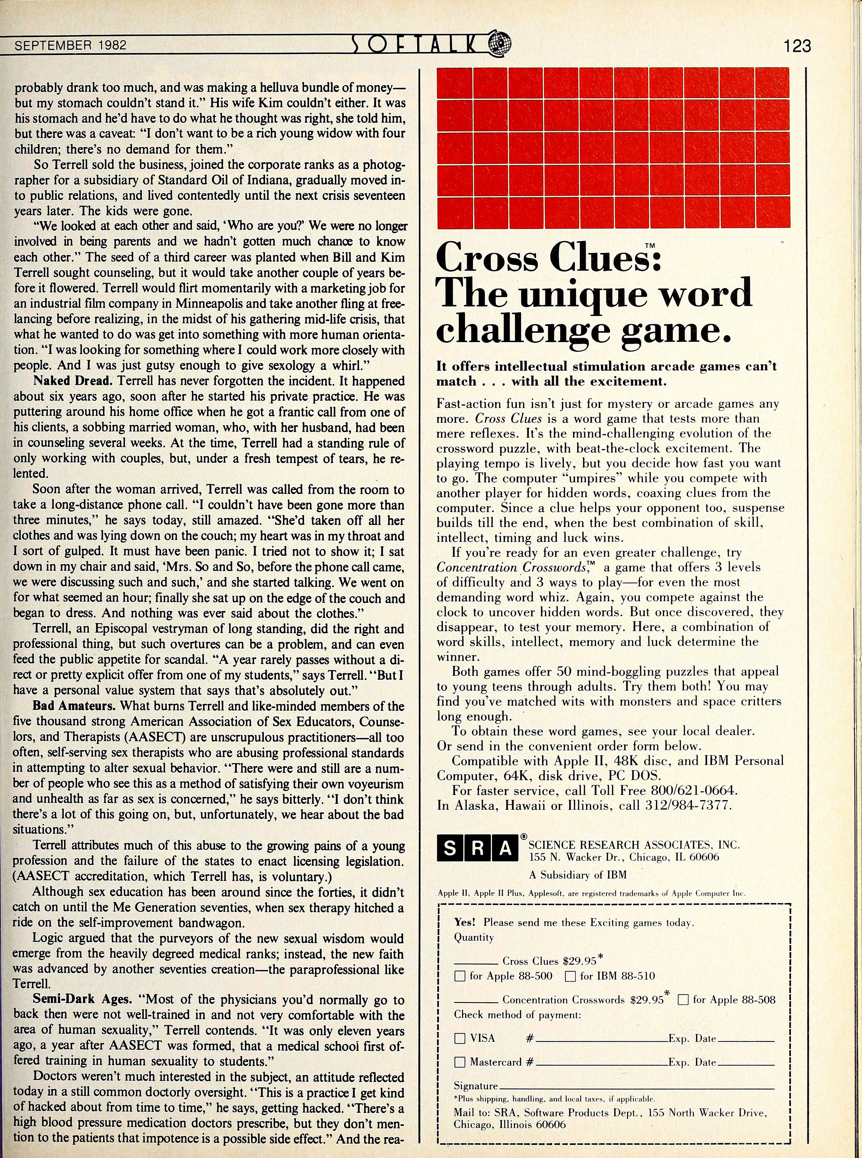 SEPTEMBER 1982
SOFTALK
123
probably drank too much, and was making a helluva bundle of money—
but my stomach couldn't stand it." His wife Kim couldn't either. It was
his stomach and he'd have to do what he thought was right, she told him,
but there was a caveat: "I don't want to be a rich young widow with four
children; there's no demand for them."
So Terrell sold the business, joined the corporate ranks as a photog-
rapher for a subsidiary of Standard Oil of Indiana, gradually moved in-
to public relations, and lived contentedly until the next crisis seventeen
years later. The kids were gone.
"We looked at each other and said, 'Who are you?' We were no longer
involved in being parents and we hadn't gotten much chance to know
each other." The seed of a third career was planted when Bill and Kim
Terrell sought counseling, but it would take another couple of years be-
fore it flowered. Terrell would flirt momentarily with a marketing job for
an industrial film company in Minneapolis and take another fling at free-
lancing before realizing, in the midst of his gathering mid-life crisis, that
what he wanted to do was get into something with more human orienta-
tion. "I was looking for something where I could work more closely with
people. And I was just gutsy enough to give sexology a whirl."
Naked Dread. Terrell has never forgotten the incident. It happened
about six years ago, soon after he started his private practice. He was
puttering around his home office when he got a frantic call from one of
his clients, a sobbing married woman, who, with her husband, had been
in counseling several weeks. At the time, Terrell had a standing rule of
only working with couples, but, under a fresh tempest of tears, he re-
lented.
Soon after the woman arrived, Terrell was called from the room to
take a long-distance phone call. "I couldn't have been gone more than
three minutes," he says today, still amazed. "She'd taken off all her
clothes and was lying down on the couch; my heart was in my throat and
I sort of gulped. It must have been panic. I tried not to show it; I sat
down in my chair and said, 'Mrs. So and So, before the phone call came,
we were discussing such and such,' and she started talking. We went on
for what seemed an hour; finally she sat up on the edge of the couch and
began to dress. And nothing was ever said about the clothes."
Terrell, an Episcopal vestryman of long standing, did the right and
professional thing, but such overtures can be a problem, and can even
feed the public appetite for scandal. "A year rarely passes without a di-
rect or pretty explicit offer from one of my students," says Terrell. "But I
have a personal value system that says that's absolutely out."
Bad Amateurs. What burns Terrell and like-minded members of the
five thousand strong American Association of Sex Educators, Counse-
lors, and Therapists (AASECT) are unscrupulous practitioners—all too
often, self-serving sex therapists who are abusing professional standards
in attempting to alter sexual behavior. "There were and still are a num-
ber of people who see this as a method of satisfying their own voyeurism
and unhealth as far as sex is concerned," he says bitterly. "I don't think
there's a lot of this going on, but, unfortunately, we hear about the bad
situations."
Terrell attributes much of this abuse to the growing pains of a young
profession and the failure of the states to enact licensing legislation.
(AASECT accreditation, which Terrell has, is voluntary.)
Although sex education has been around since the forties, it didn't
catch on until the Me Generation seventies, when sex therapy hitched a
ride on the self-improvement bandwagon.
Logic argued that the purveyors of the new sexual wisdom would
emerge from the heavily degreed medical ranks; instead, the new faith
was advanced by another seventies creation—the paraprofessional like
Terrell.
Semi-Dark Ages. "Most of the physicians you'd normally go to
back then were not well-trained in and not very comfortable with the
area of human sexuality," Terrell contends. "It was only eleven years
ago, a year after AASECT was formed, that a medical school first of-
fered training in human sexuality to students."
Doctors weren't much interested in the subject, an attitude reflected
today in a still common doctorly oversight. "This is a practice I get kind
of hacked about from time to time," he says, getting hacked. "There's a
high blood pressure medication doctors prescribe, but they don't men-
tion to the patients that impotence is a possible side effect." And the rea-
Cross Clues™:
The unique word
challenge game.
It offers intellectual stimulation arcade games can't
match . . . with all the excitement.
Fast-action fun isn't just for mystery or arcade games any
more. Cross Clues is a word game that tests more than
mere reflexes. It's the mind-challenging evolution of the
crossword puzzle, with beat-the-clock excitement. The
playing tempo is lively, but you decide how fast you want
to go. The computer "umpires" while you compete with
another player for hidden words, coaxing clues from the
computer. Since a clue helps your opponent too, suspense
builds till the end, when the best combination of skill,
intellect, timing and luck wins.
If you're ready for an even greater challenge, try
Concentration Crosswords,™ a game that offers 3 levels
of difficulty and 3 ways to play—for even the most
demanding word whiz. Again, you compete against the
clock to uncover hidden words. But once discovered, they
disappear, to test your memory. Here, a combination of
word skills, intellect, memory and luck determine the
winner.
Both games offer 50 mind-boggling puzzles that appeal
to young teens through adults. Try them both! You may
find you've matched wits with monsters and space critters
long enough.
To obtain these word games, see your local dealer.
Or send in the convenient order form below.
Compatible with Apple II, 48K disc, and IBM Personal
Computer, 64K, disk drive, PC DOS.
For faster service, call Toll Free 800/621-0664.
In Alaska, Hawaii or Illinois, call 312/984-7377.
SRA® SCIENCE RESEARCH ASSOCIATES, INC.
155 N. Wacker Dr., Chicago, IL 60606
A Subsidiary of IBM
Apple II, Apple II Plus, Applesoft, are registered trademarks of Apple Computer Inc.
Yes! Please send me these Exciting games today.
Quantity
______ Cross Clues $29.95*
☐ for Apple 88-500 ☐ for IBM 88-510
______ Concentration Crosswords $29.95* ☐ for Apple 88-508
Check method of payment:
☐ VISA #______ Exp. Date______
☐ Mastercard #______ Exp. Date______
Signature______
*Plus shipping, handling, and local taxes, if applicable.
Mail to: SRA, Software Products Dept., 155 North Wacker Drive,
Chicago, Illinois 60606